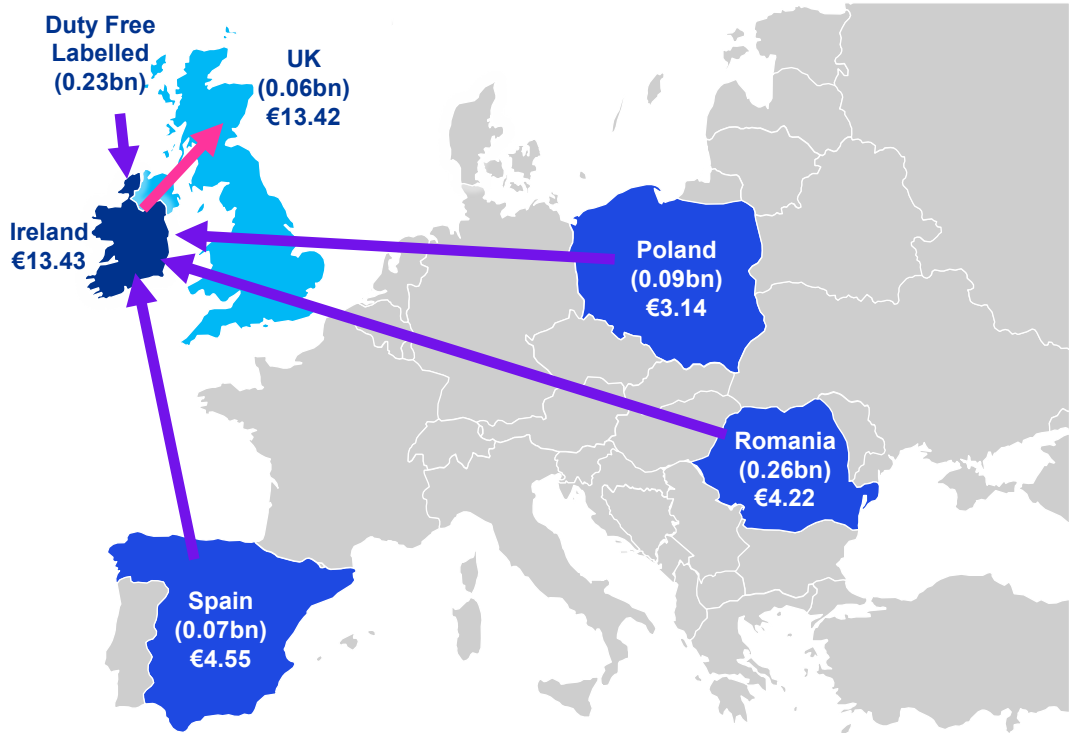 Duty Free
Labelled
(0.23bn)
UK
(0.06bn)
€13.42
Ireland
€13.43
Poland
(0.09bn)
€3.14
Romania
(0.26bn)
€4.22
Spain
(0.07bn)
€4.55